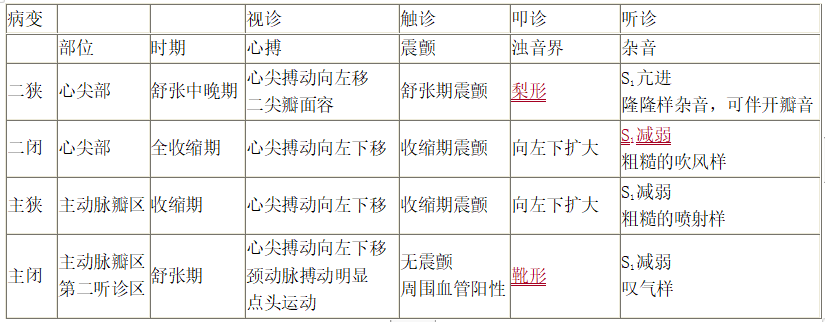 病变 视诊 触诊 叩诊 听诊
部位 时期 心搏 震颤 浊音界 杂音
二狭 心尖部 舒张中晚期 心尖搏动向左移
二尖瓣面容 舒张期震颤 梨形 S₁亢进
隆隆样杂音，可伴开瓣音
二闭 心尖部 全收缩期 心尖搏动向左下移 收缩期震颤 向左下扩大 S₁减弱
粗糙的吹风样
主狭 主动脉瓣区 收缩期 心尖搏动向左下移 收缩期震颤 向左下扩大 S₁减弱
粗糙的喷射样
主闭 主动脉瓣区
第二听诊区 舒张期 心尖搏动向左下移
颈动脉搏动明显
点头运动 无震颤
周围血管阳性 靴形 S₁减弱
叹气样